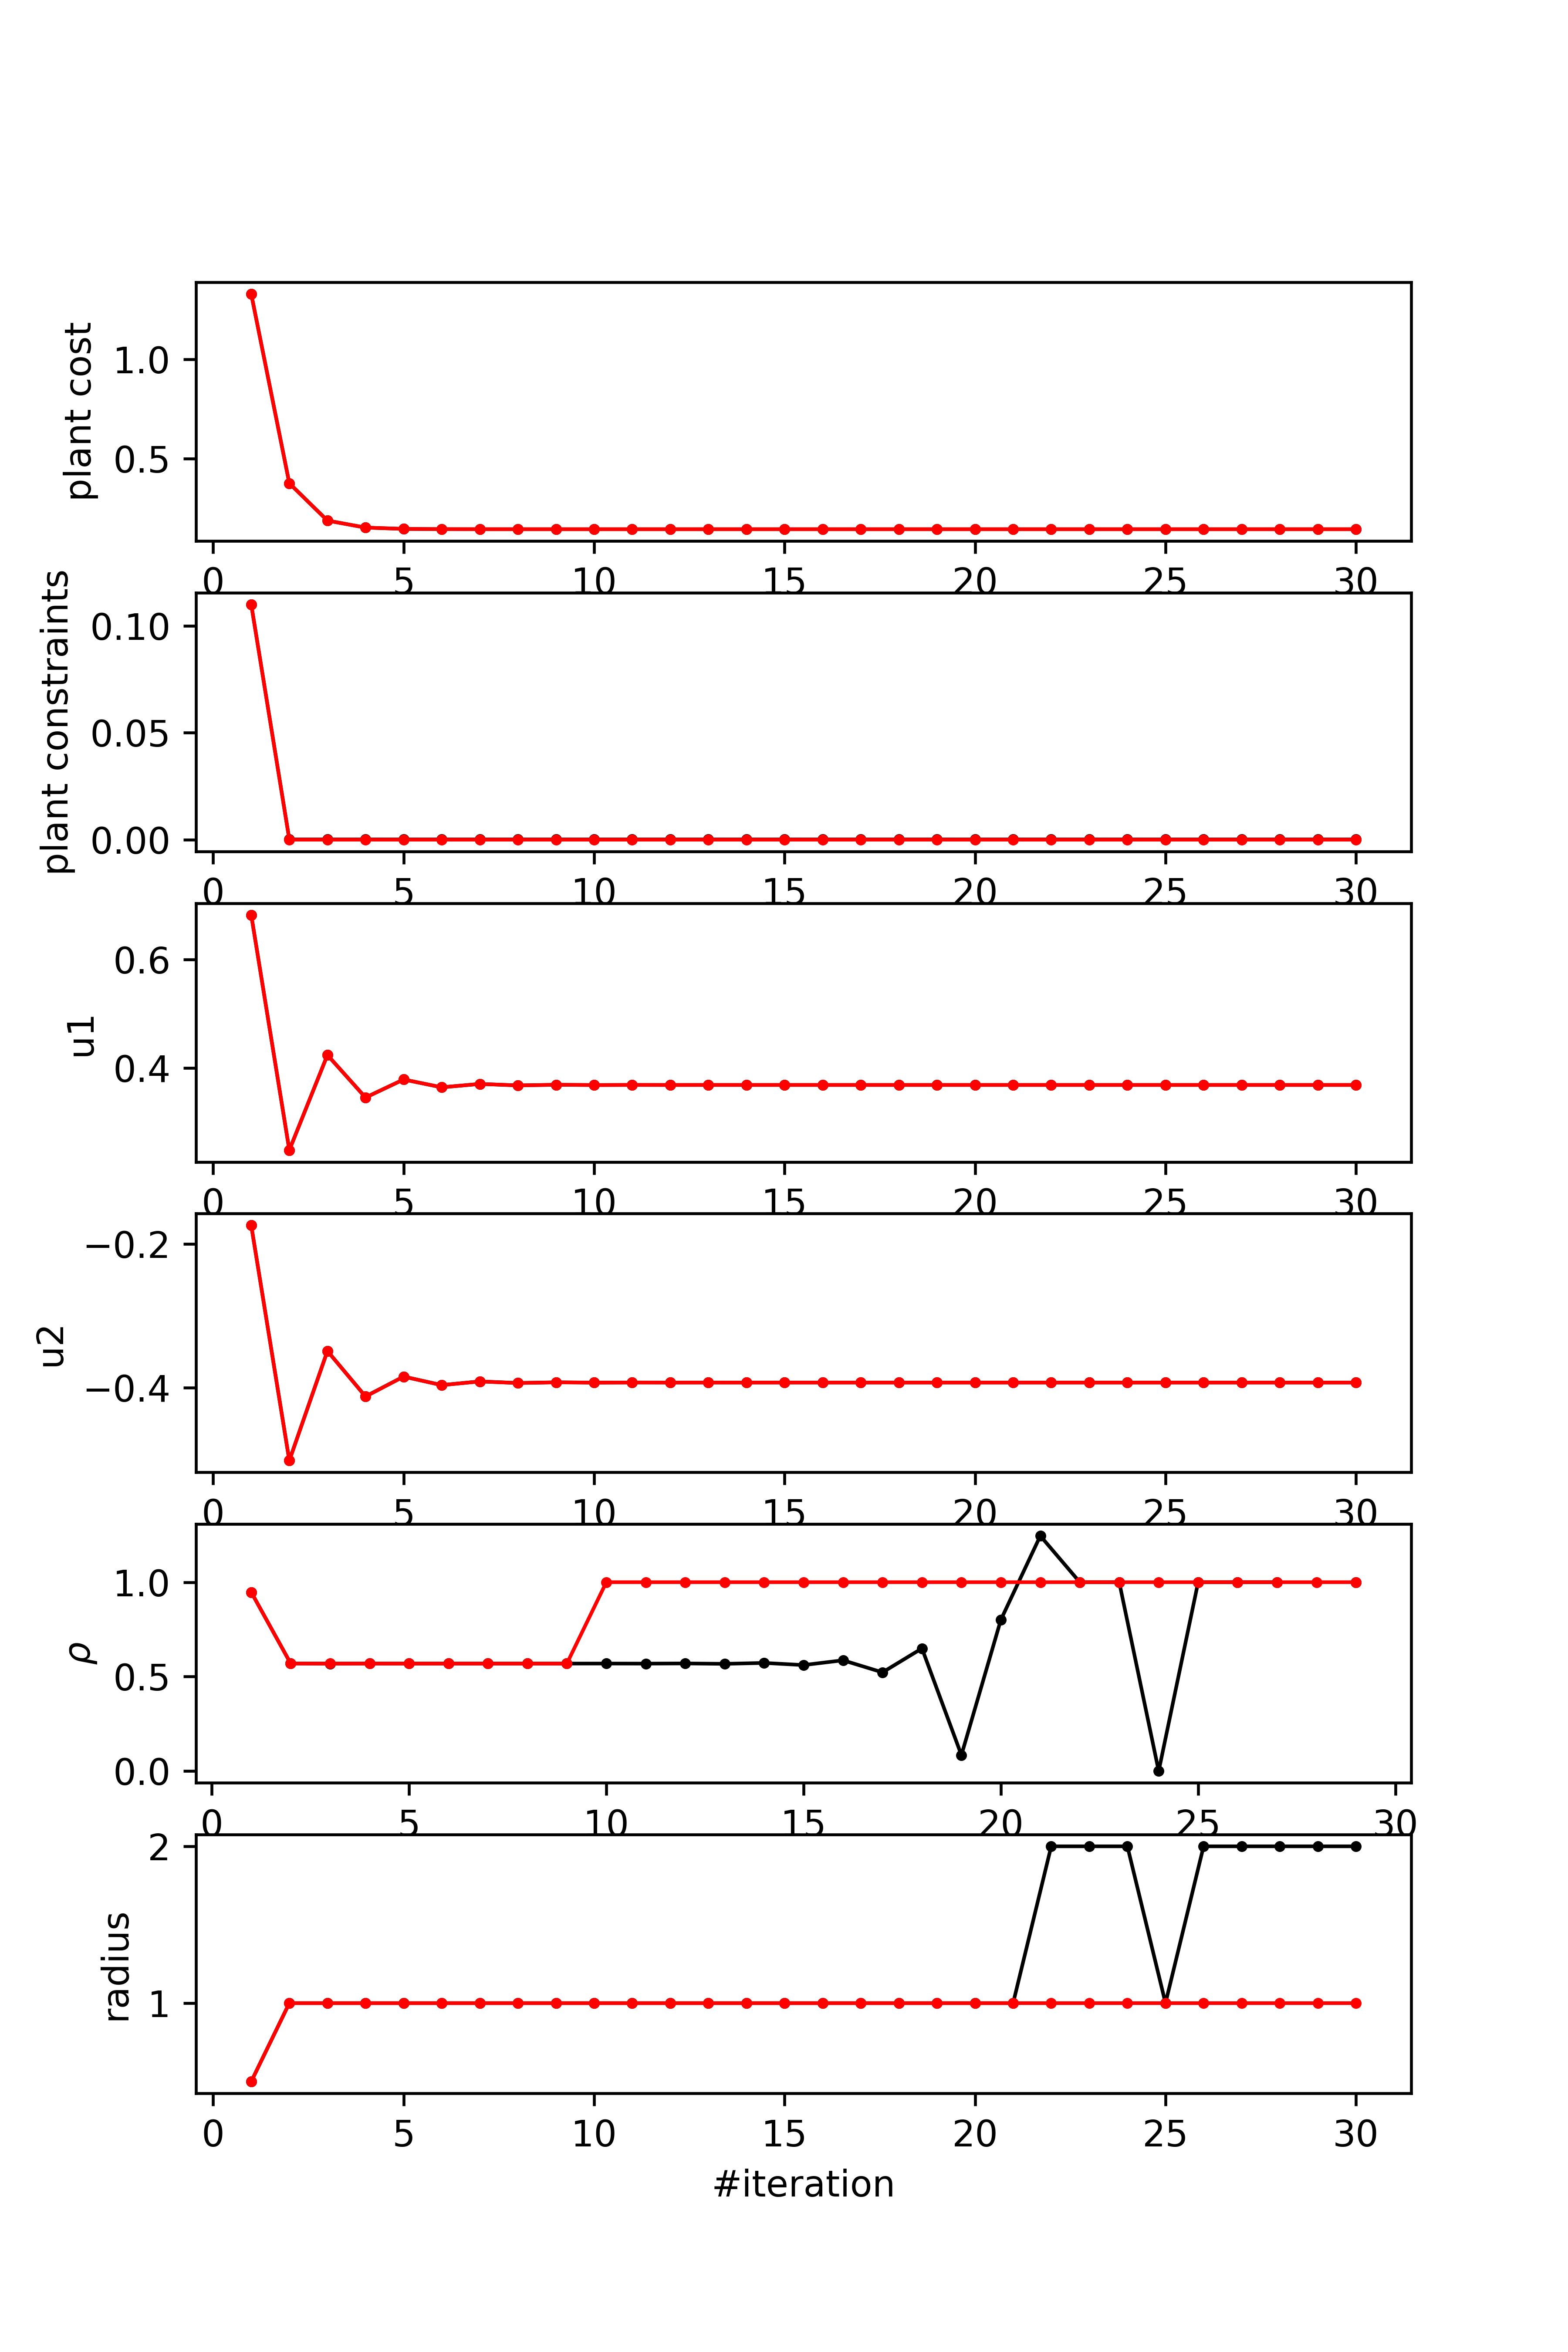 plant cost
1.0
0.5
0 5 10 15 20 25 30
plant constraints
0.10
0.05
0.00
0 5 10 15 20 25 30
u1
0.6
0.4
0 5 10 15 20 25 30
u2
−0.2
−0.4
0 5 10 15 20 25 30
ρ
1.0
0.5
0.0
0 5 10 15 20 25 30
radius
2
1
0 5 10 15 20 25 30
#iteration